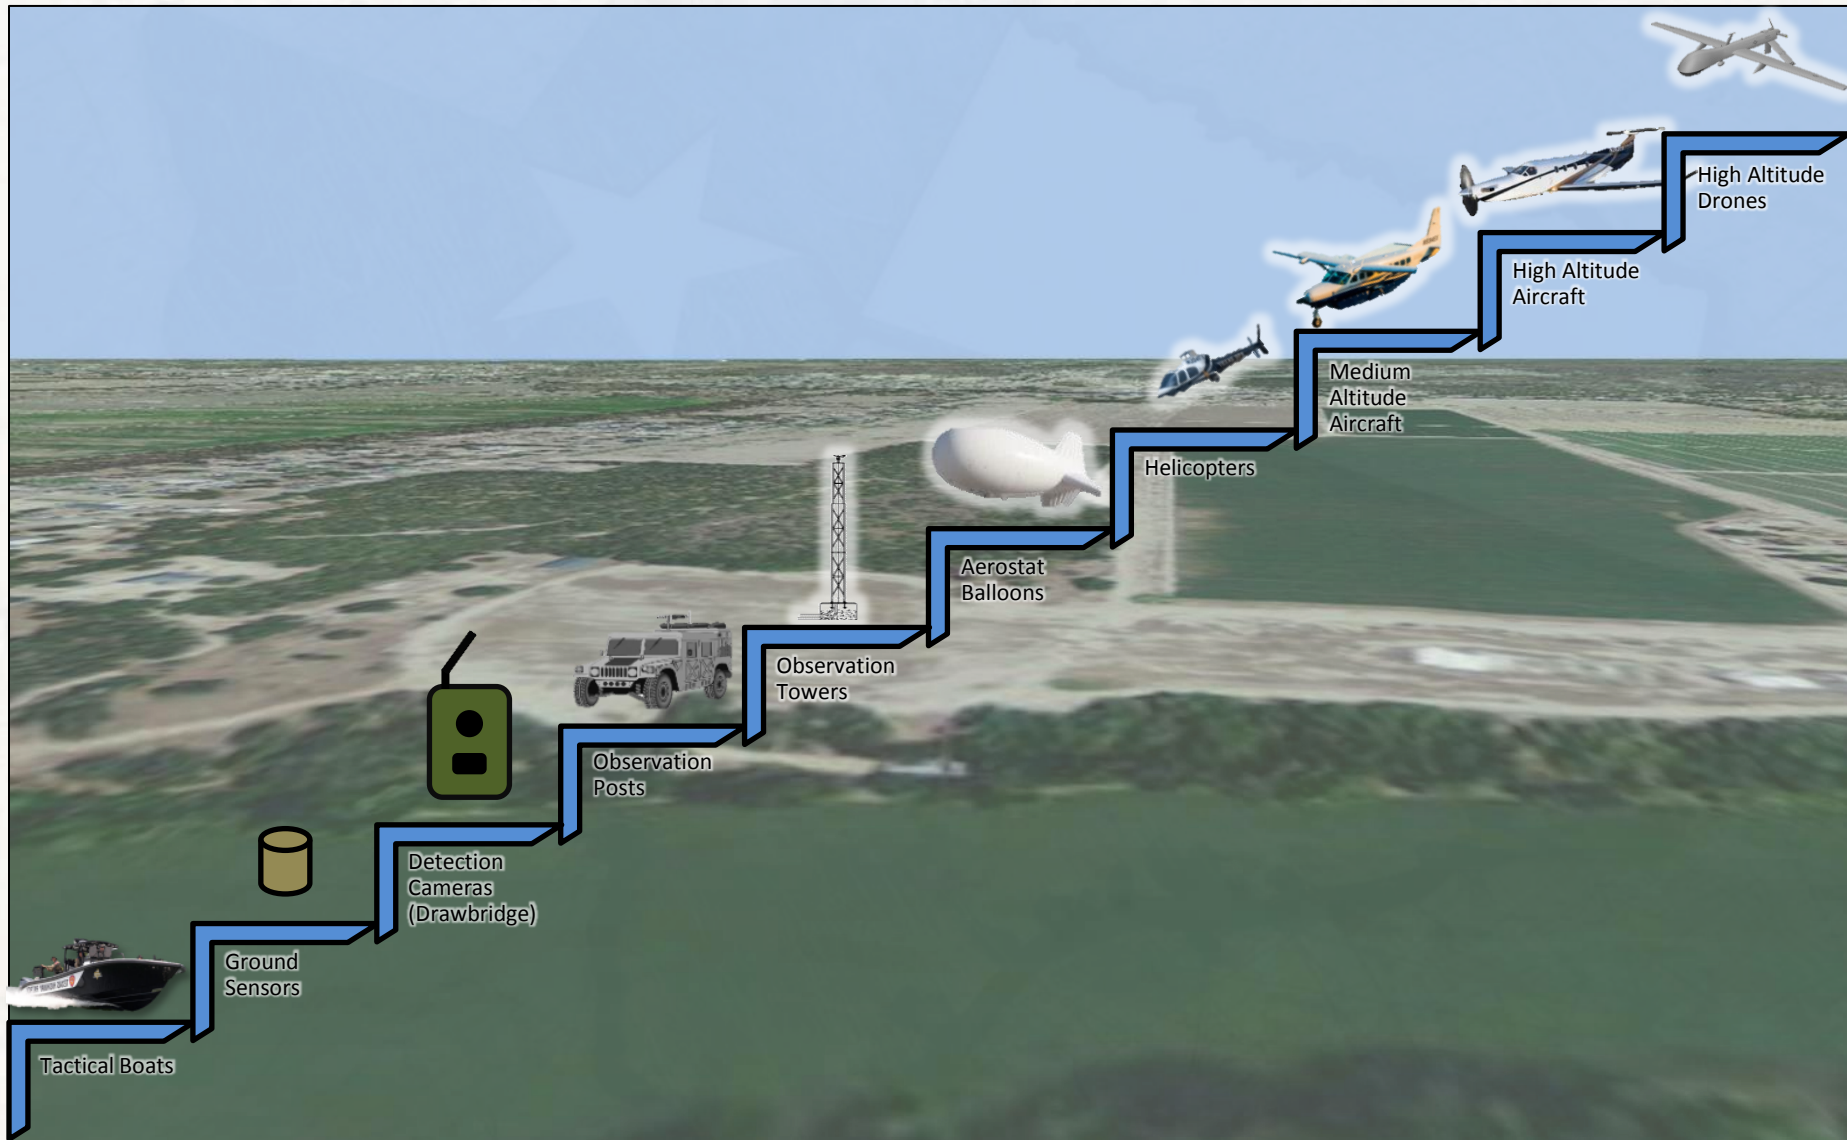 High Altitude
Drones
High Altitude
Aircraft
Medium
Altitude
Aircraft
Helicopters
Aerostat
Balloons
Observation
Towers
Observation
Posts
Detection
Cameras
(Drawbridge)
Ground
Sensors
Tactical Boats